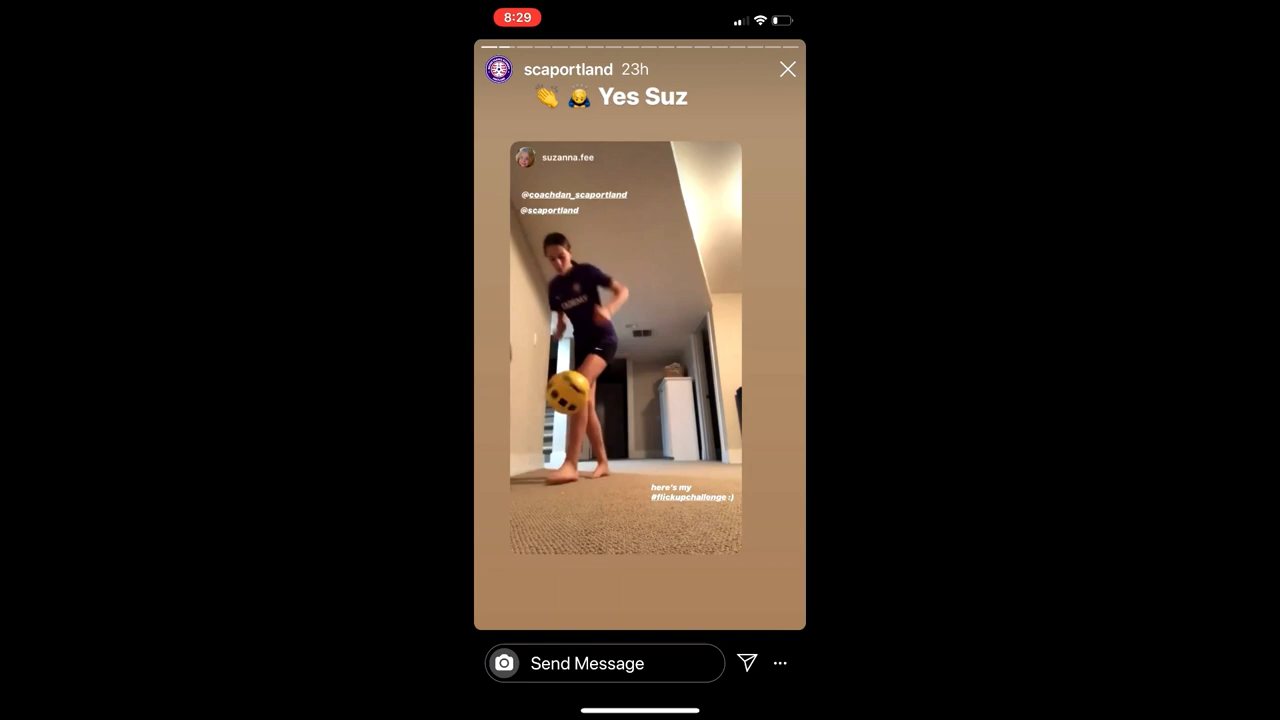 8:29
scaportland 23h
👏 🙇 Yes Suz
suzanna.fee
@coachdan_scaportland
@scaportland
here's my
#flickupchallenge :)
Send Message